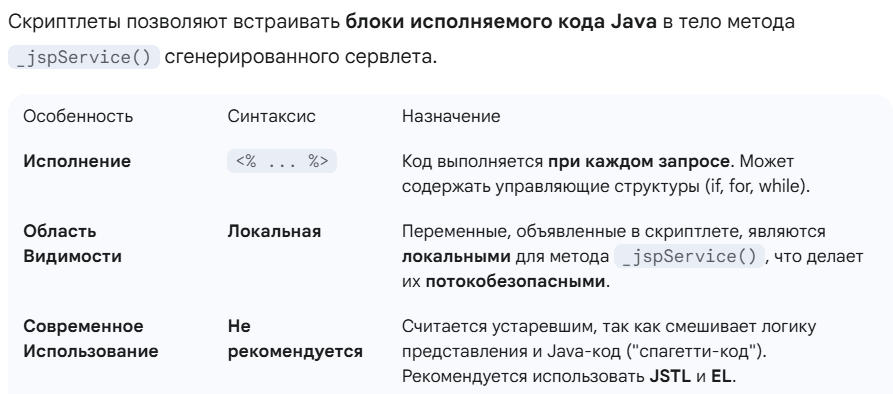 Скриптлеты позволяют встраивать блоки исполняемого кода Java в тело метода
_jspService() сгенерированного сервлета.
Особенность Синтаксис Назначение
Исполнение <% ... %> Код выполняется при каждом запросе. Может
содержать управляющие структуры (if, for, while).
Область Локальная Переменные, объявленные в скриптлете, являются
Видимости локальными для метода _jspService() , что делает
их потокобезопасными.
Современное Не Считается устаревшим, так как смешивает логику
Использование рекомендуется представления и Java-код ("спагетти-код").
Рекомендуется использовать JSTL и EL.